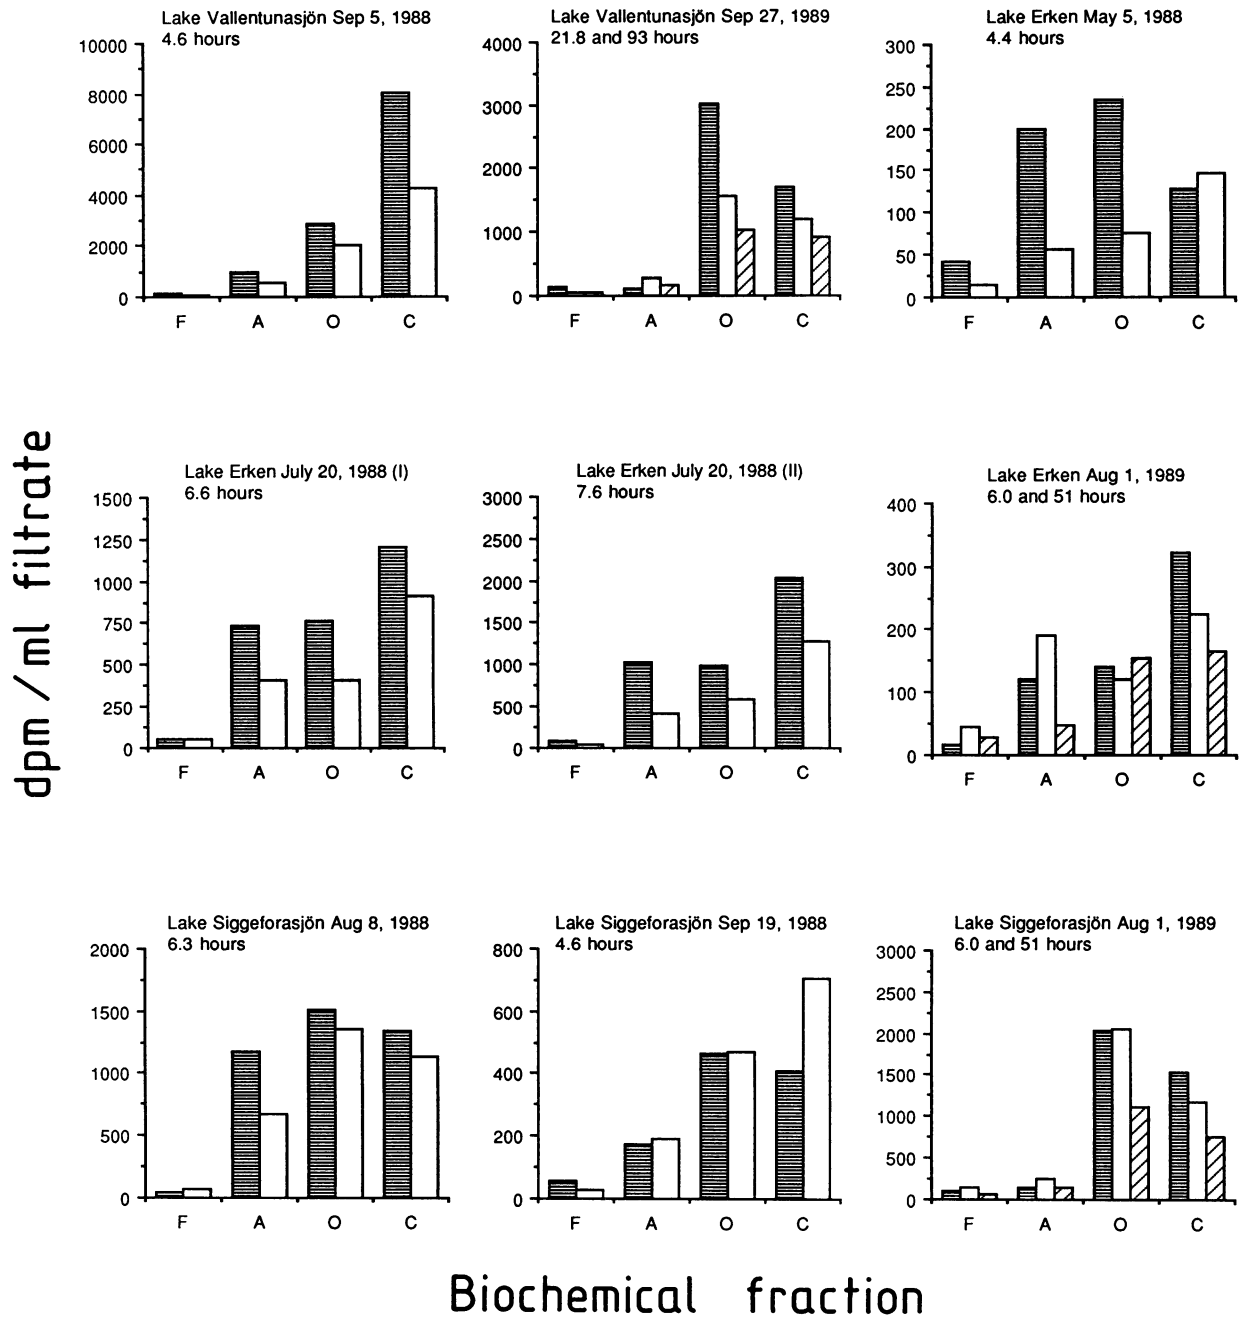 Lake Vallentunasjön Sep 5, 1988
4.6 hours
10000
8000
6000
4000
2000
0
F A O C
Lake Vallentunasjön Sep 27, 1989
21.8 and 93 hours
4000
3000
2000
1000
0
F A O C
Lake Erken May 5, 1988
4.4 hours
300
250
200
150
100
50
0
F A O C
dpm/ml filtrate
Lake Erken July 20, 1988 (I)
6.6 hours
1500
1250
1000
750
500
250
0
F A O C
Lake Erken July 20, 1988 (II)
7.6 hours
3000
2500
2000
1500
1000
500
0
F A O C
Lake Erken Aug 1, 1989
6.0 and 51 hours
400
300
200
100
0
F A O C
Lake Siggeforasjön Aug 8, 1988
6.3 hours
2000
1500
1000
500
0
F A O C
Lake Siggeforasjön Sep 19, 1988
4.6 hours
800
600
400
200
0
F A O C
Lake Siggeforasjön Aug 1, 1989
6.0 and 51 hours
3000
2500
2000
1500
1000
500
0
F A O C
Biochemical fraction